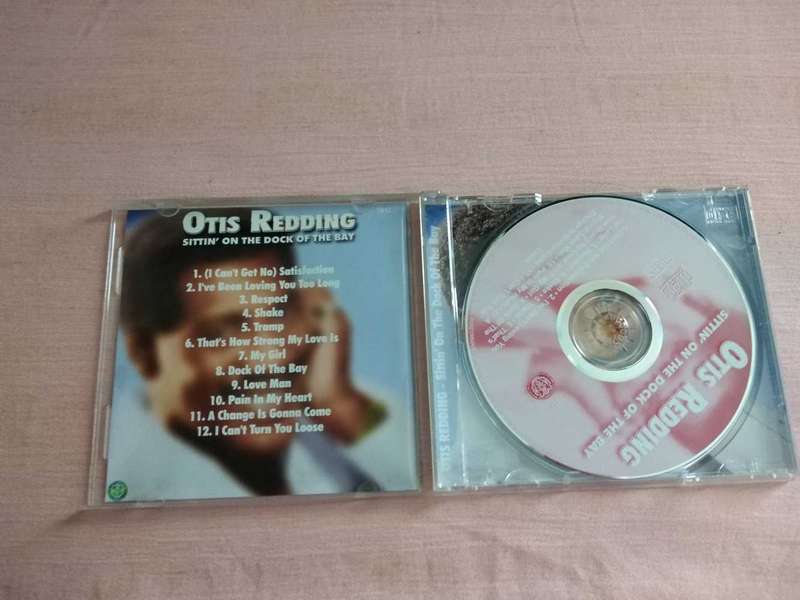 OTIS REDDING
SITTIN' ON THE DOCK OF THE BAY
1. (I Can't Get No) Satisfaction
2. I've Been Loving You Too Long
3. Respect
4. Shake
5. Tramp
6. That's How Strong My Love Is
7. My Girl
8. Dock Of The Bay
9. Love Man
10. Pain In My Heart
11. A Change Is Gonna Come
12. I Can't Turn You Loose
OTIS REDDING - Sittin' On The Dock Of The Bay
OTIS REDDING
SITTIN' ON THE DOCK OF THE BAY